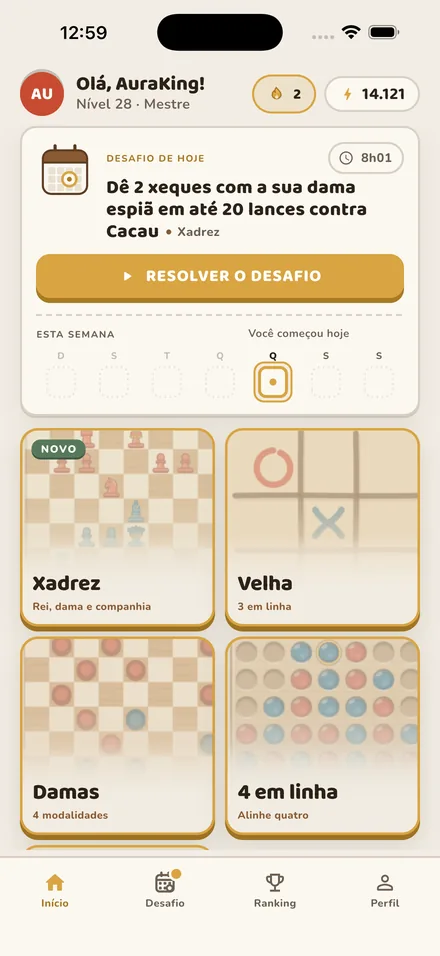 12:59
AU
Olá, AuraKing!
Nível 28 · Mestre
2
14.121
DESAFIO DE HOJE
8h01
Dê 2 xeques com a sua dama
espiã em até 20 lances contra
Cacau • Xadrez
RESOLVER O DESAFIO
ESTA SEMANA
Você começou hoje
D S T Q Q S S
NOVO
Xadrez
Rei, dama e companhia
Velha
3 em linha
Damas
4 modalidades
4 em linha
Alinhe quatro
Início
Desafio
Ranking
Perfil